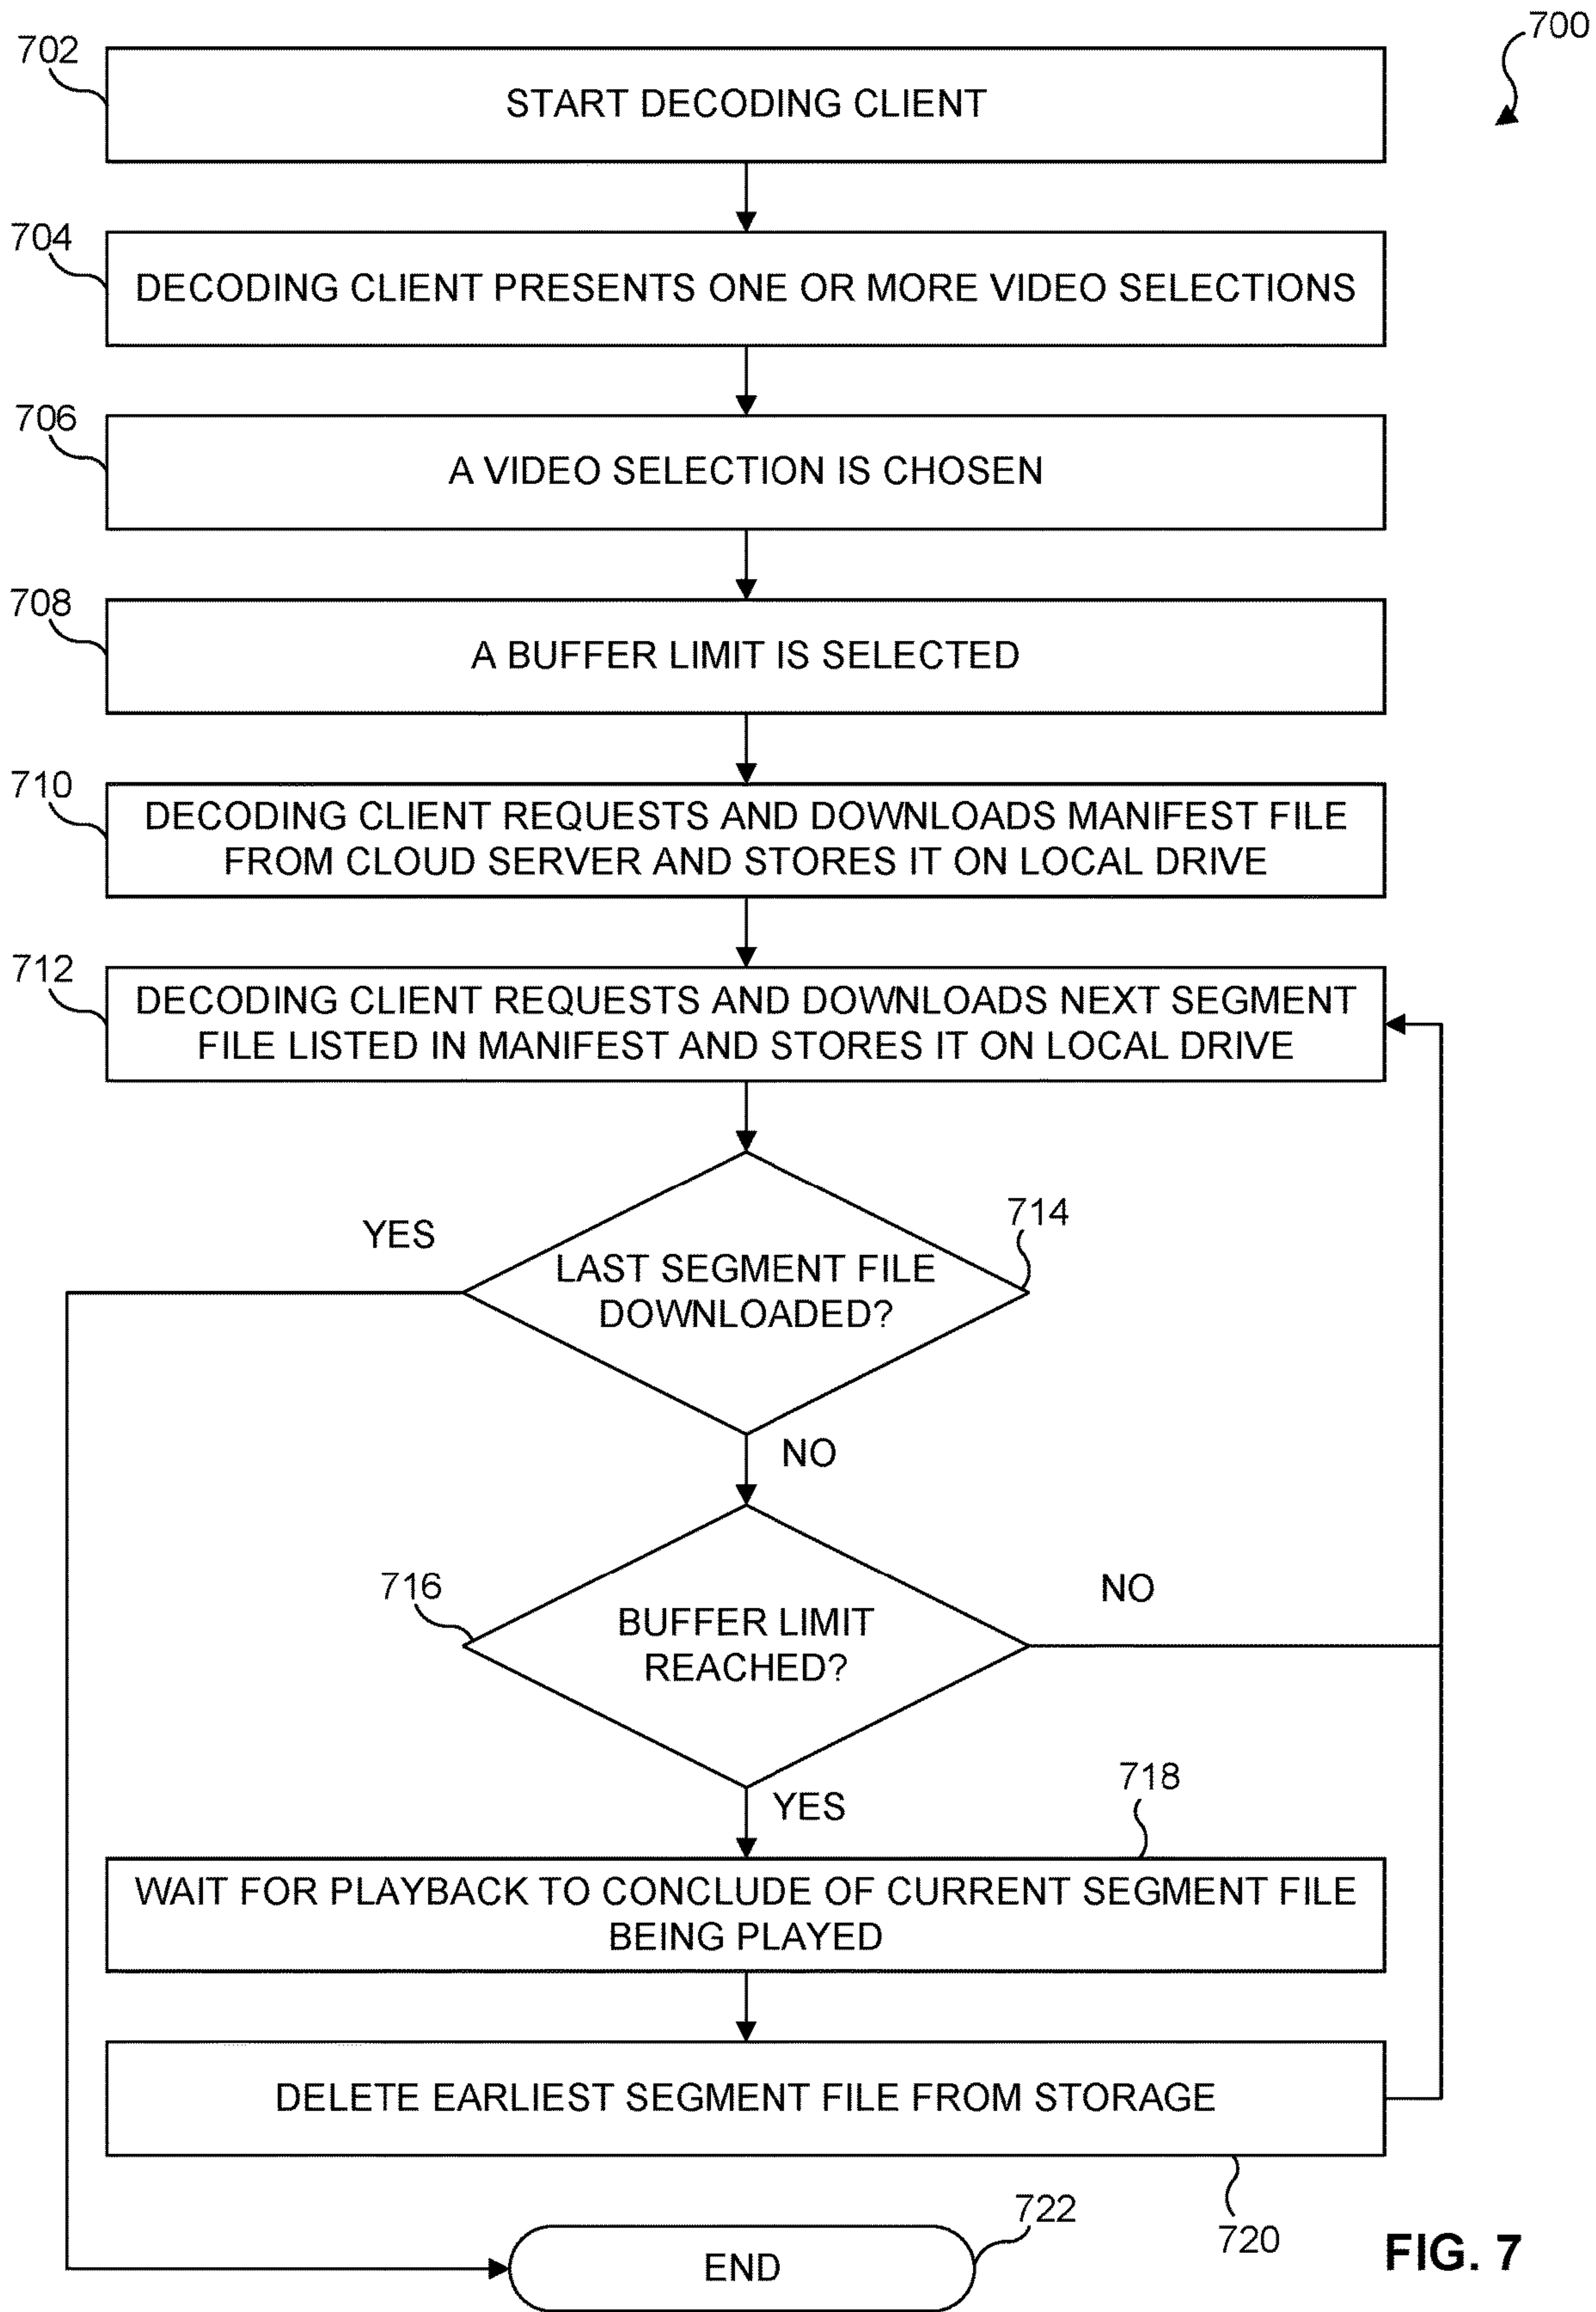 700
702
START DECODING CLIENT
704
DECODING CLIENT PRESENTS ONE OR MORE VIDEO SELECTIONS
706
A VIDEO SELECTION IS CHOSEN
708
A BUFFER LIMIT IS SELECTED
710
DECODING CLIENT REQUESTS AND DOWNLOADS MANIFEST FILE
FROM CLOUD SERVER AND STORES IT ON LOCAL DRIVE
712
DECODING CLIENT REQUESTS AND DOWNLOADS NEXT SEGMENT
FILE LISTED IN MANIFEST AND STORES IT ON LOCAL DRIVE
714
YES
LAST SEGMENT FILE
DOWNLOADED?
NO
716
NO
BUFFER LIMIT
REACHED?
718
YES
WAIT FOR PLAYBACK TO CONCLUDE OF CURRENT SEGMENT FILE
BEING PLAYED
DELETE EARLIEST SEGMENT FILE FROM STORAGE
720
722
END
FIG. 7